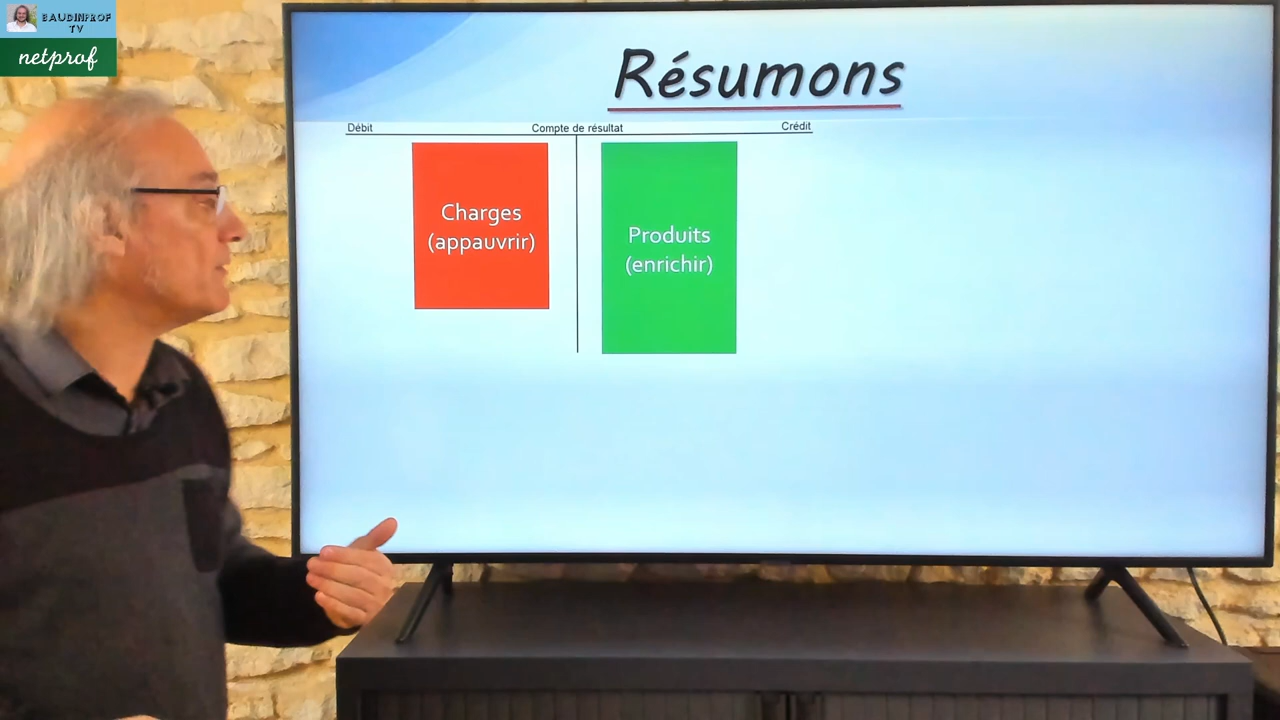 BAUDINPROF
TV
netprof
Résumons
Débit Compte de résultat Crédit
Charges
(appauvrir)
Produits
(enrichir)